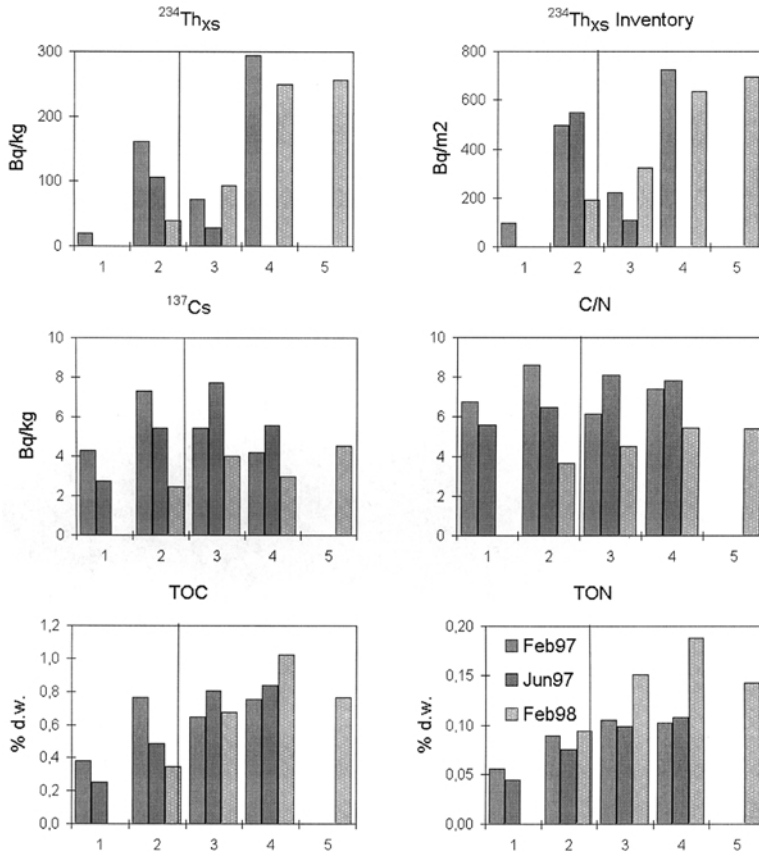 234ThXS
300
200
100
0
Bq/kg
1 2 3 4 5
234ThXS Inventory
800
600
400
200
0
Bq/m2
1 2 3 4 5
137Cs
10
8
6
4
2
0
Bq/kg
1 2 3 4 5
C/N
10
8
6
4
2
0
1 2 3 4 5
TOC
1,2
1,0
0,8
0,6
0,4
0,2
0,0
% d.w.
1 2 3 4 5
TON
0,20
0,15
0,10
0,05
0,00
% d.w.
Feb97
Jun97
Feb98
1 2 3 4 5